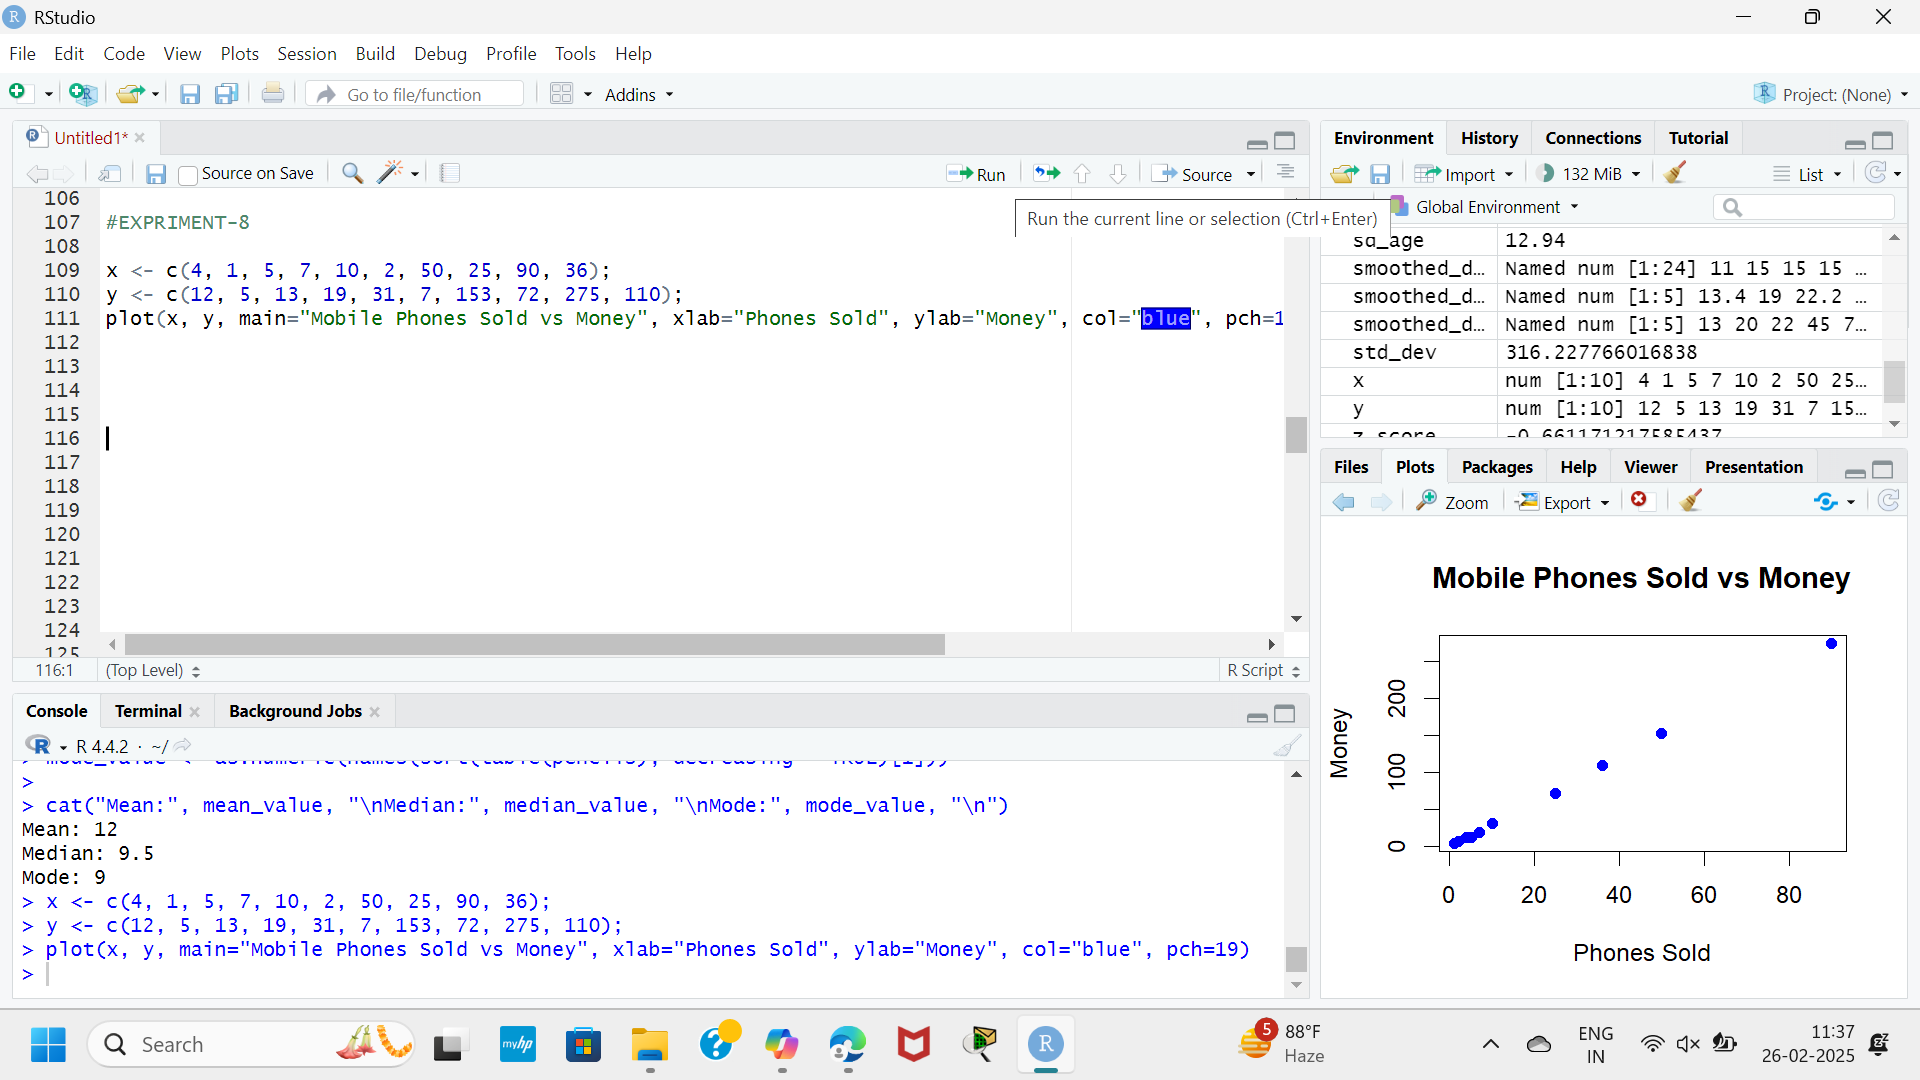 RStudio
File Edit Code View Plots Session Build Debug Profile Tools Help
Go to file/function Addins Project: (None)
Untitled1*
Source on Save Run Source
106
107 #EXPRIMENT-8
108
109 x <- c(4, 1, 5, 7, 10, 2, 50, 25, 90, 36);
110 y <- c(12, 5, 13, 19, 31, 7, 153, 72, 275, 110);
111 plot(x, y, main="Mobile Phones Sold vs Money", xlab="Phones Sold", ylab="Money", col="blue", pch=1
112
113
114
115
116
117
118
119
120
121
122
123
124
125
Run the current line or selection (Ctrl+Enter)
116:1 (Top Level) R Script
Console Terminal Background Jobs
R 4.4.2 · ~/
>
> cat("Mean:", mean_value, "\nMedian:", median_value, "\nMode:", mode_value, "\n")
Mean: 12
Median: 9.5
Mode: 9
> x <- c(4, 1, 5, 7, 10, 2, 50, 25, 90, 36);
> y <- c(12, 5, 13, 19, 31, 7, 153, 72, 275, 110);
> plot(x, y, main="Mobile Phones Sold vs Money", xlab="Phones Sold", ylab="Money", col="blue", pch=19)
>
Environment History Connections Tutorial
Import 132 MiB List
Global Environment
sd_age 12.94
smoothed_d… Named num [1:24] 11 15 15 15 …
smoothed_d… Named num [1:5] 13.4 19 22.2 …
smoothed_d… Named num [1:5] 13 20 22 45 7…
std_dev 316.227766016838
x num [1:10] 4 1 5 7 10 2 50 25…
y num [1:10] 12 5 13 19 31 7 15…
z_score -0.661171217585437
Files Plots Packages Help Viewer Presentation
Zoom Export
Mobile Phones Sold vs Money
Money
200
100
0
0 20 40 60 80
Phones Sold
Search
myhp
R
5
88°F
Haze
ENG
IN
11:37
26-02-2025